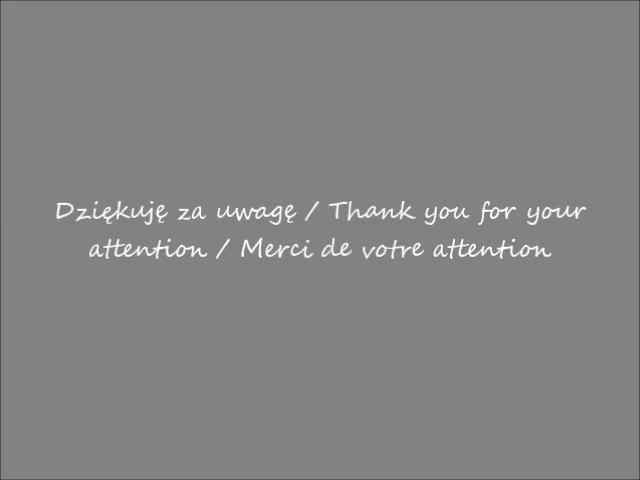 Dziękuję za uwagę / Thank you for your
attention / Merci de votre attention